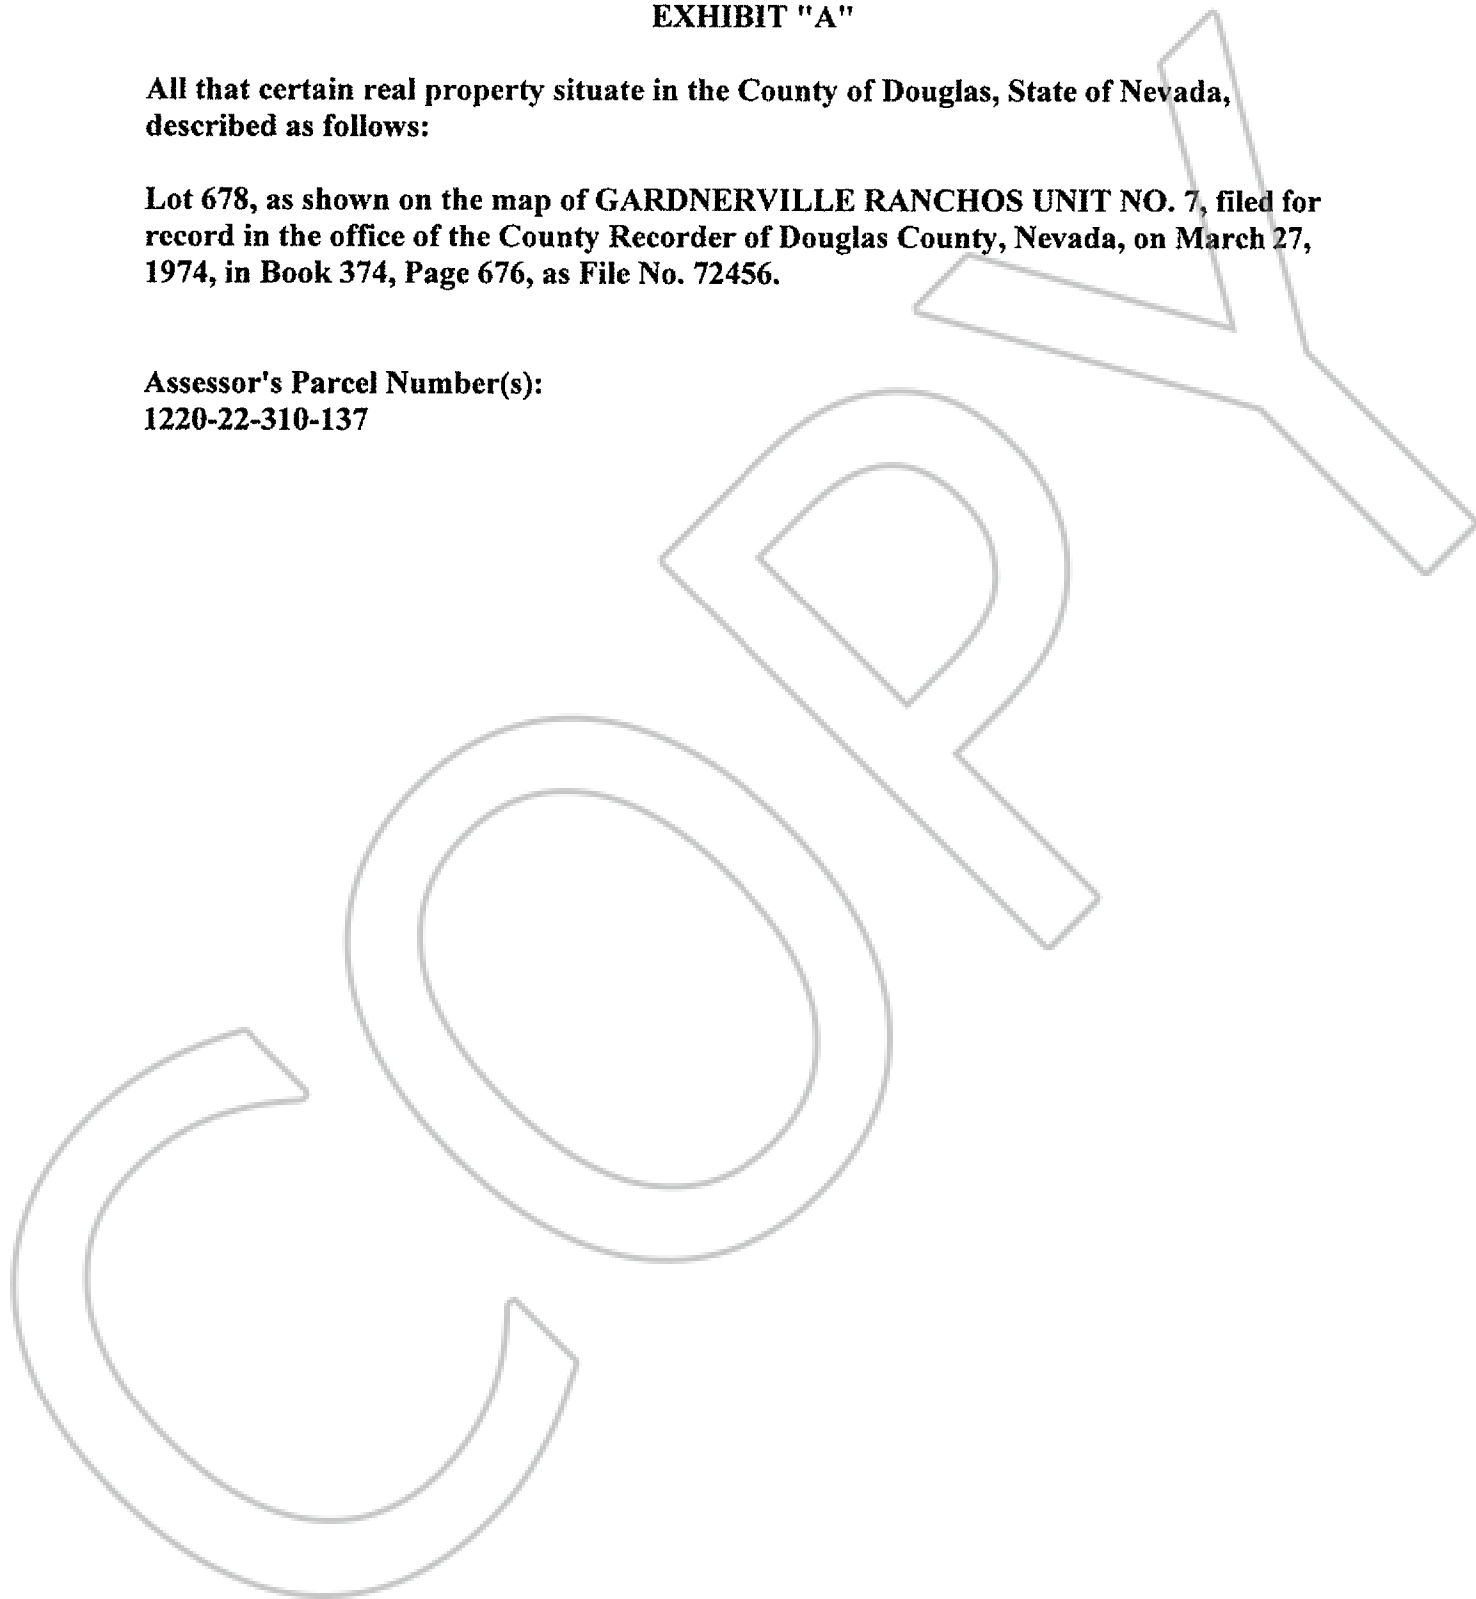 EXHIBIT "A"
All that certain real property situate in the County of Douglas, State of Nevada,
described as follows:
Lot 678, as shown on the map of GARDNERVILLE RANCHOS UNIT NO. 7, filed for
record in the office of the County Recorder of Douglas County, Nevada, on March 27,
1974, in Book 374, Page 676, as File No. 72456.
Assessor's Parcel Number(s):
1220-22-310-137
COPY